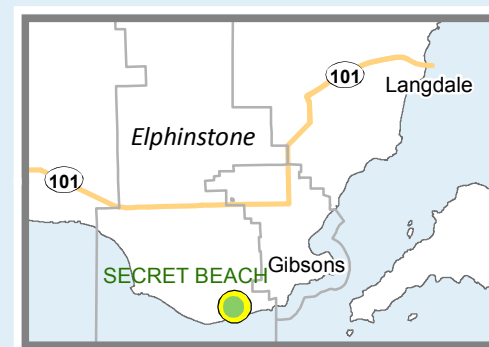 101
Langdale
Elphinstone
101
Gibsons
SECRET BEACH